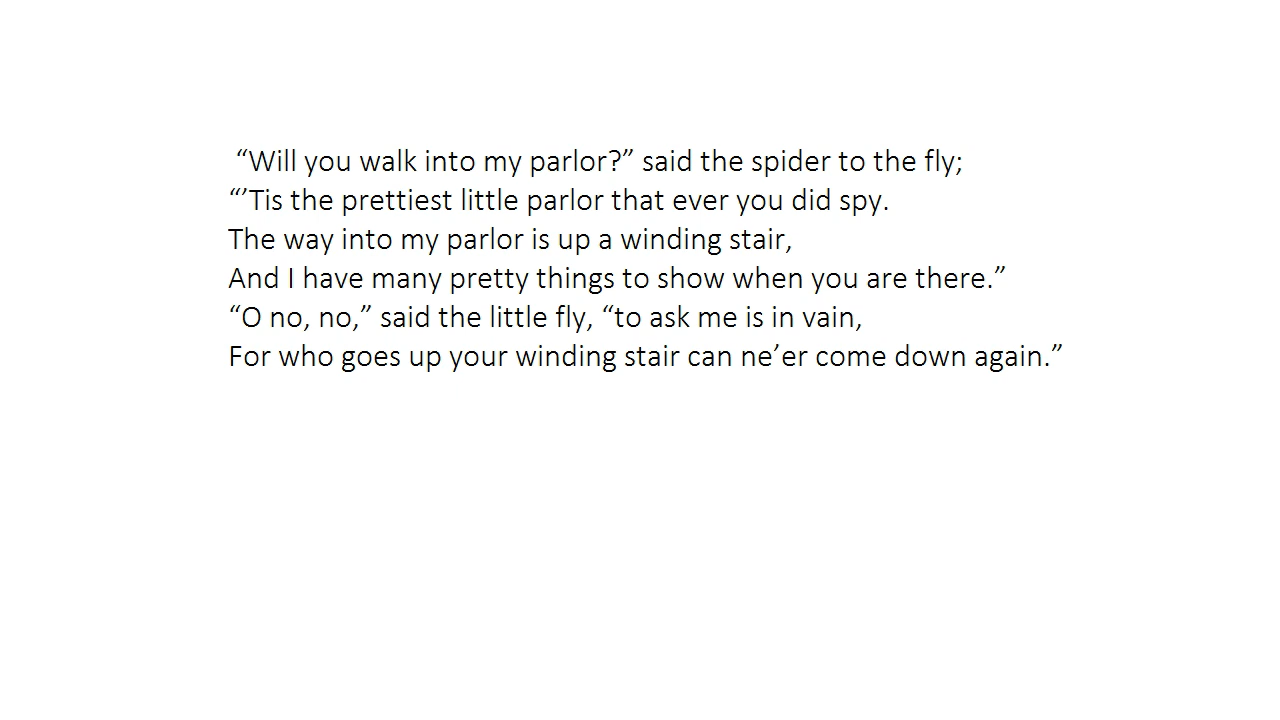 “Will you walk into my parlor?” said the spider to the fly;
“’Tis the prettiest little parlor that ever you did spy.
The way into my parlor is up a winding stair,
And I have many pretty things to show when you are there.”
“O no, no,” said the little fly, “to ask me is in vain,
For who goes up your winding stair can ne’er come down again.”